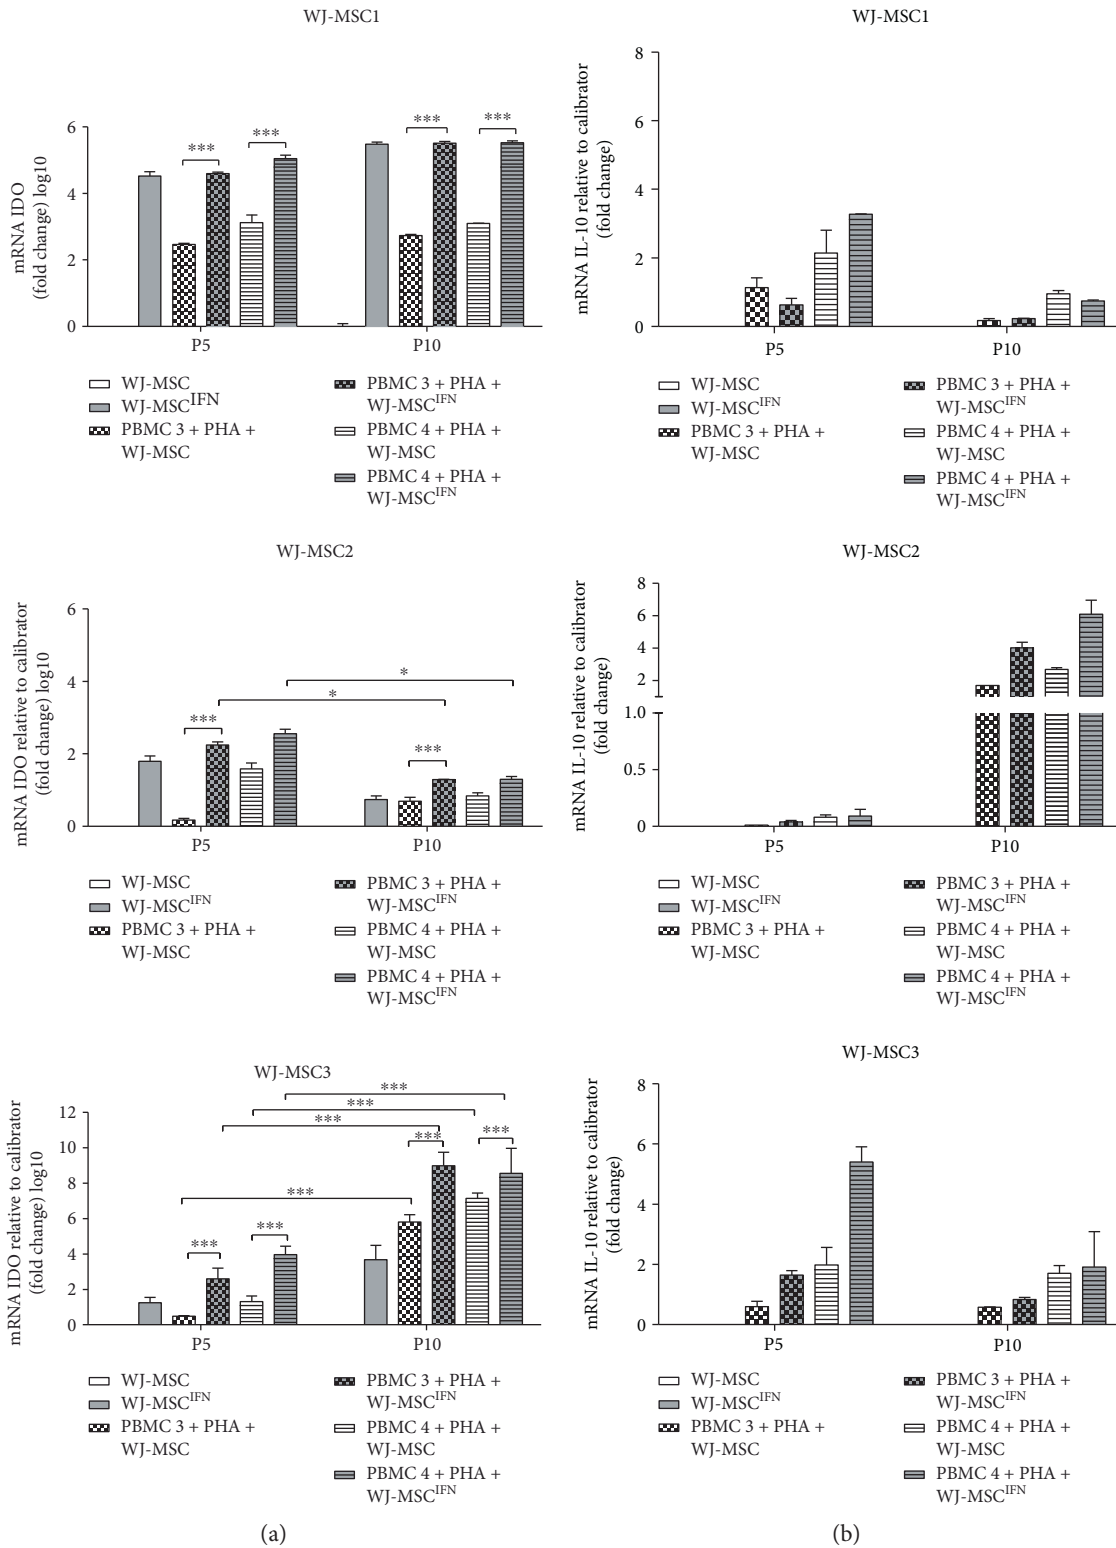 WJ-MSC1
mRNA IDO
(fold change) log10
6
4
2
0
***
***
***
***
P5
P10
WJ-MSC
WJ-MSC^IFN
PBMC 3 + PHA +
WJ-MSC
PBMC 3 + PHA +
WJ-MSC^IFN
PBMC 4 + PHA +
WJ-MSC
PBMC 4 + PHA +
WJ-MSC^IFN
WJ-MSC1
mRNA IL-10 relative to calibrator
(fold change)
8
6
4
2
0
P5
P10
WJ-MSC
WJ-MSC^IFN
PBMC 3 + PHA +
WJ-MSC
PBMC 3 + PHA +
WJ-MSC^IFN
PBMC 4 + PHA +
WJ-MSC
PBMC 4 + PHA +
WJ-MSC^IFN
WJ-MSC2
mRNA IDO relative to calibrator
(fold change) log10
6
4
2
0
*
*
***
***
P5
P10
WJ-MSC
WJ-MSC^IFN
PBMC 3 + PHA +
WJ-MSC
PBMC 3 + PHA +
WJ-MSC^IFN
PBMC 4 + PHA +
WJ-MSC
PBMC 4 + PHA +
WJ-MSC^IFN
WJ-MSC2
mRNA IL-10 relative to calibrator
(fold change)
8
6
4
2
1.0
0.5
0
P5
P10
WJ-MSC
WJ-MSC^IFN
PBMC 3 + PHA +
WJ-MSC
PBMC 3 + PHA +
WJ-MSC^IFN
PBMC 4 + PHA +
WJ-MSC
PBMC 4 + PHA +
WJ-MSC^IFN
WJ-MSC3
mRNA IDO relative to calibrator
(fold change) log10
12
10
8
6
4
2
0
***
***
***
***
***
***
***
***
P5
P10
WJ-MSC
WJ-MSC^IFN
PBMC 3 + PHA +
WJ-MSC
PBMC 3 + PHA +
WJ-MSC^IFN
PBMC 4 + PHA +
WJ-MSC
PBMC 4 + PHA +
WJ-MSC^IFN
(a)
WJ-MSC3
mRNA IL-10 relative to calibrator
(fold change)
8
6
4
2
0
P5
P10
WJ-MSC
WJ-MSC^IFN
PBMC 3 + PHA +
WJ-MSC
PBMC 3 + PHA +
WJ-MSC^IFN
PBMC 4 + PHA +
WJ-MSC
PBMC 4 + PHA +
WJ-MSC^IFN
(b)